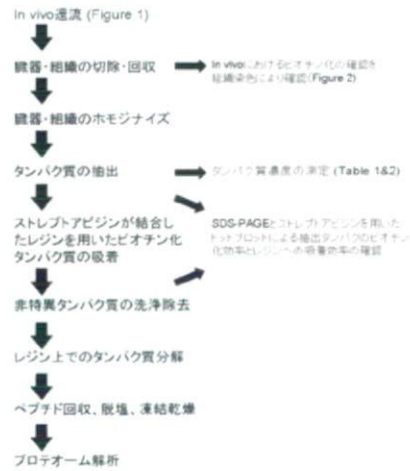 In vivo還流 (Figure 1)
臓器・組織の切除・回収
In vivoにおけるビオチン化の確認を
組織染色により確認(Figure 2)
臓器・組織のホモジナイズ
タンパク質の抽出
タンパク質濃度の測定 (Table 1&2)
ストレプトアビジンが結合し
たレジンを用いたビオチン化
タンパク質の吸着
SDS-PAGEとストレプトアビジンを用いた
ドットブロットによる抽出タンパクのビオチン
化効率とレジンへの吸着効率の確認
非特異タンパク質の洗浄除去
レジン上でのタンパク質分解
ペプチド回収、脱塩、凍結乾燥
プロテオーム解析